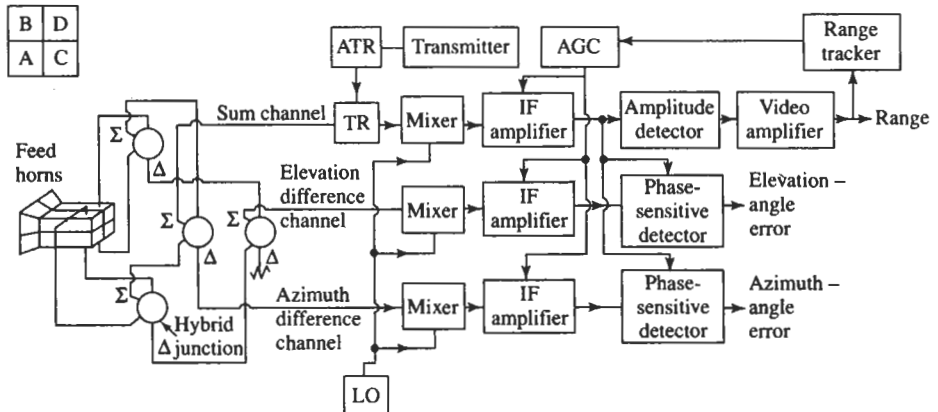 B D
A C
ATR
Transmitter
AGC
Range
tracker
Sum channel
TR
Mixer
IF
amplifier
Amplitude
detector
Video
amplifier
Range
Σ
Δ
Feed
horns
Elevation
difference
channel
Mixer
IF
amplifier
Phase-
sensitive
detector
Elevation –
angle
error
Σ
Δ
Σ
Δ
Σ
Δ
Hybrid
junction
Azimuth
difference
channel
Mixer
IF
amplifier
Phase-
sensitive
detector
Azimuth –
angle
error
LO